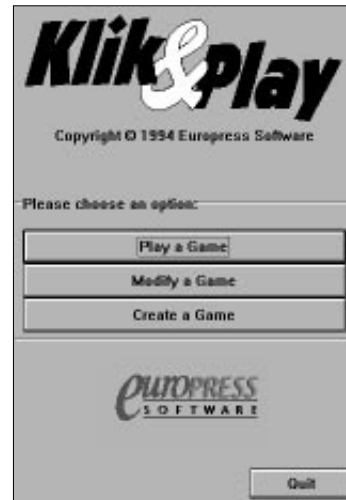 Klik&Play
Copyright © 1994 Europress Software
Please choose an option:
Play a Game
Modify a Game
Create a Game
europress
SOFTWARE
Quit